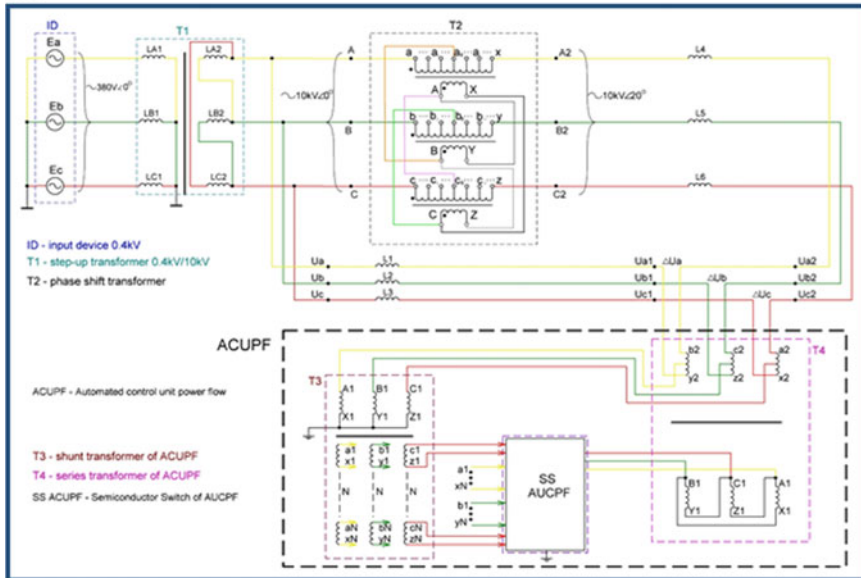 ID
T1
T2
Ea
Eb
Ec
LA1
LB1
LC1
LA2
LB2
LC2
~380V∠0°
~10kV∠0°
~10kV∠20°
A
B
C
a a...a a...a...x
A X
b b...b b...b...y
B Y
c c...c c...c...z
C Z
A2
B2
C2
L4
L5
L6
ID - input device 0.4kV
T1 - step-up transformer 0.4kV/10kV
T2 - phase shift transformer
Ua L1 Ua1 △Ua Ua2
Ub L2 Ub1 △Ub Ub2
Uc L3 Uc1 △Uc Uc2
ACUPF
ACUPF - Automated control unit power flow
T3 - shunt transformer of ACUPF
T4 - series transformer of ACUPF
SS ACUPF - Semiconductor Switch of AUCPF
T3
A1 B1 C1
X1 Y1 Z1
a1 b1 c1
x1 y1 z1
N N N
aN bN cN
xN yN zN
a1
xN
b1
yN
SS
AUCPF
T4
b2 c2 a2
y2 z2 x2
B1 C1 A1
Y1 Z1 X1